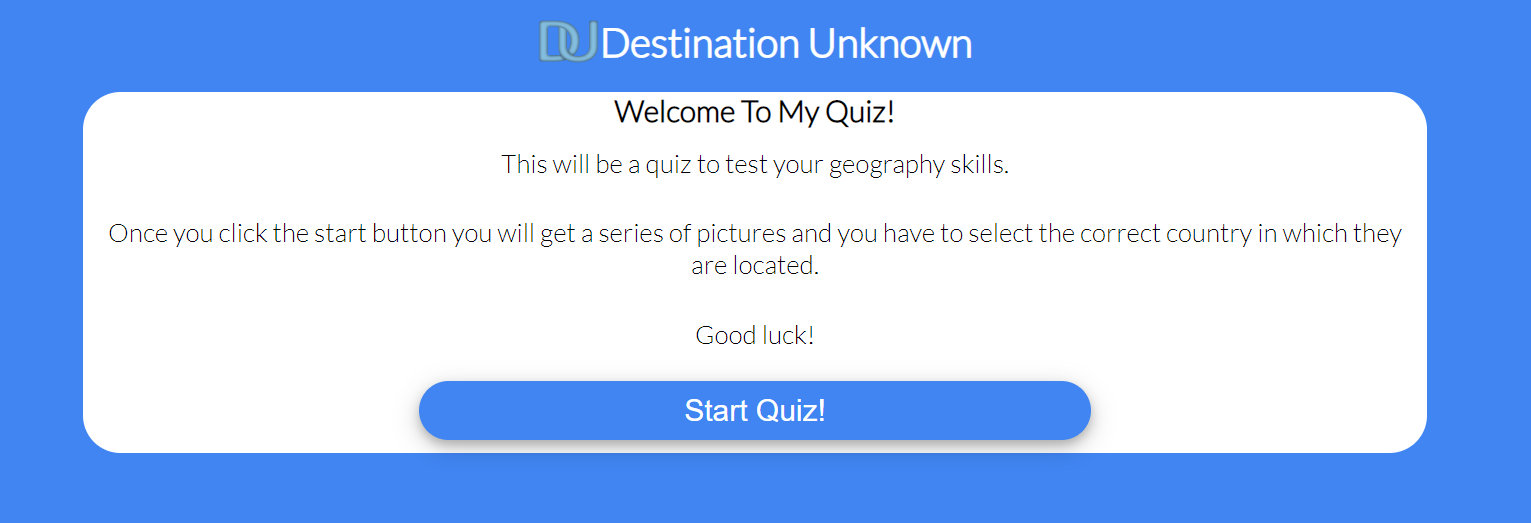 DU Destination Unknown
Welcome To My Quiz!
This will be a quiz to test your geography skills.
Once you click the start button you will get a series of pictures and you have to select the correct country in which they
are located.
Good luck!
Start Quiz!